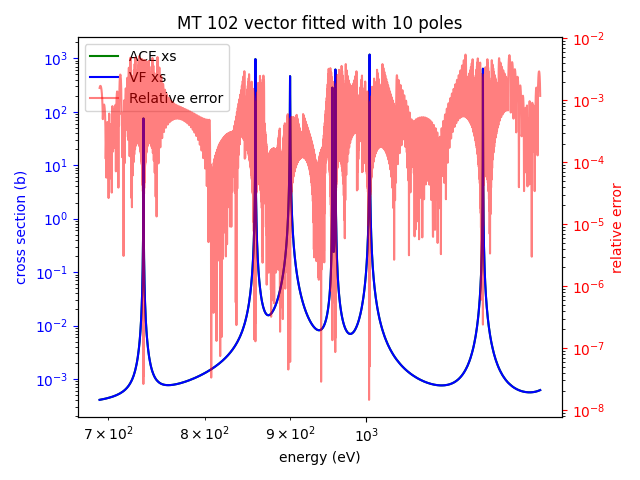 MT 102 vector fitted with 10 poles
ACE xs
VF xs
Relative error
cross section (b)
10³
10²
10¹
10⁰
10⁻¹
10⁻²
10⁻³
10⁻²
10⁻³
10⁻⁴
10⁻⁵
10⁻⁶
10⁻⁷
10⁻⁸
relative error
7 × 10² 8 × 10² 9 × 10² 10³
energy (eV)